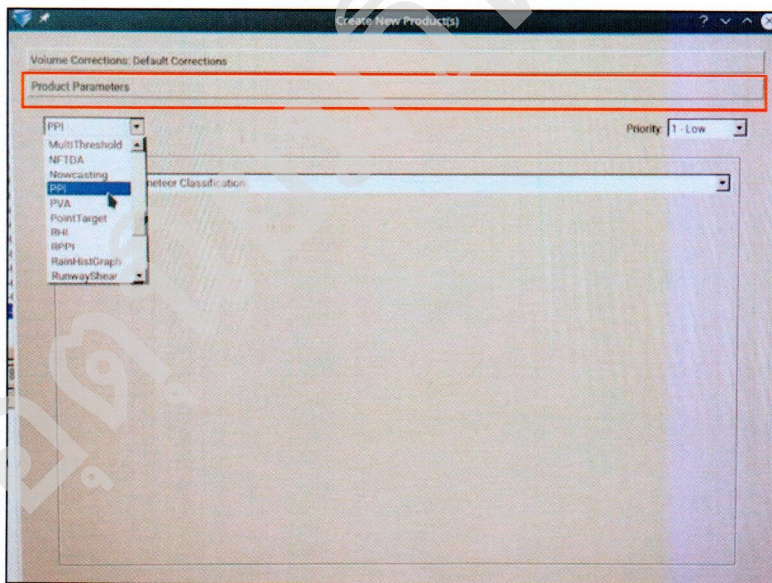 Create New Product(s)
Volume Corrections: Default Corrections
Product Parameters
PPI
Priority: 1 - Low
MultiThreshold
NFTDA
Nowcasting
PPI
PVA
PointTarget
RHI
RPPI
RainHistGraph
RunwayShear
Classification